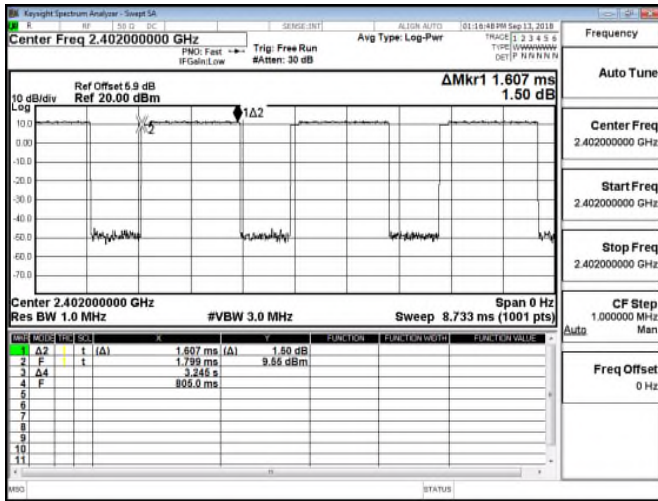 Keysight Spectrum Analyzer - Swept SA
R RF 50 Ω DC SENSE:INT ALIGN AUTO 01:16:48 PM Sep 13, 2018
Center Freq 2.402000000 GHz
PNO: Fast Trig: Free Run
IFGain:Low #Atten: 30 dB
Avg Type: Log-Pwr
TRACE 1 2 3 4 5 6
TYPE WWWWWW
DET P NNNNN
Frequency
ΔMkr1 1.607 ms
1.50 dB
Ref Offset 5.9 dB
10 dB/div Ref 20.00 dBm
Log
10.0
0.00
-10.0
-20.0
-30.0
-40.0
-50.0
-60.0
-70.0
1Δ2
2
Center 2.402000000 GHz Span 0 Hz
Res BW 1.0 MHz #VBW 3.0 MHz Sweep 8.733 ms (1001 pts)
MKR MODE TRC SCL X Y FUNCTION FUNCTION WIDTH FUNCTION VALUE
1 Δ2 t (Δ) 1.607 ms (Δ) 1.50 dB
2 F t 1.799 ms 9.55 dBm
3 Δ4 3.245 s
4 F 805.0 ms
5
6
7
8
9
10
11
MSG STATUS
Auto Tune
Center Freq
2.402000000 GHz
Start Freq
2.402000000 GHz
Stop Freq
2.402000000 GHz
CF Step
1.000000 MHz
Auto Man
Freq Offset
0 Hz